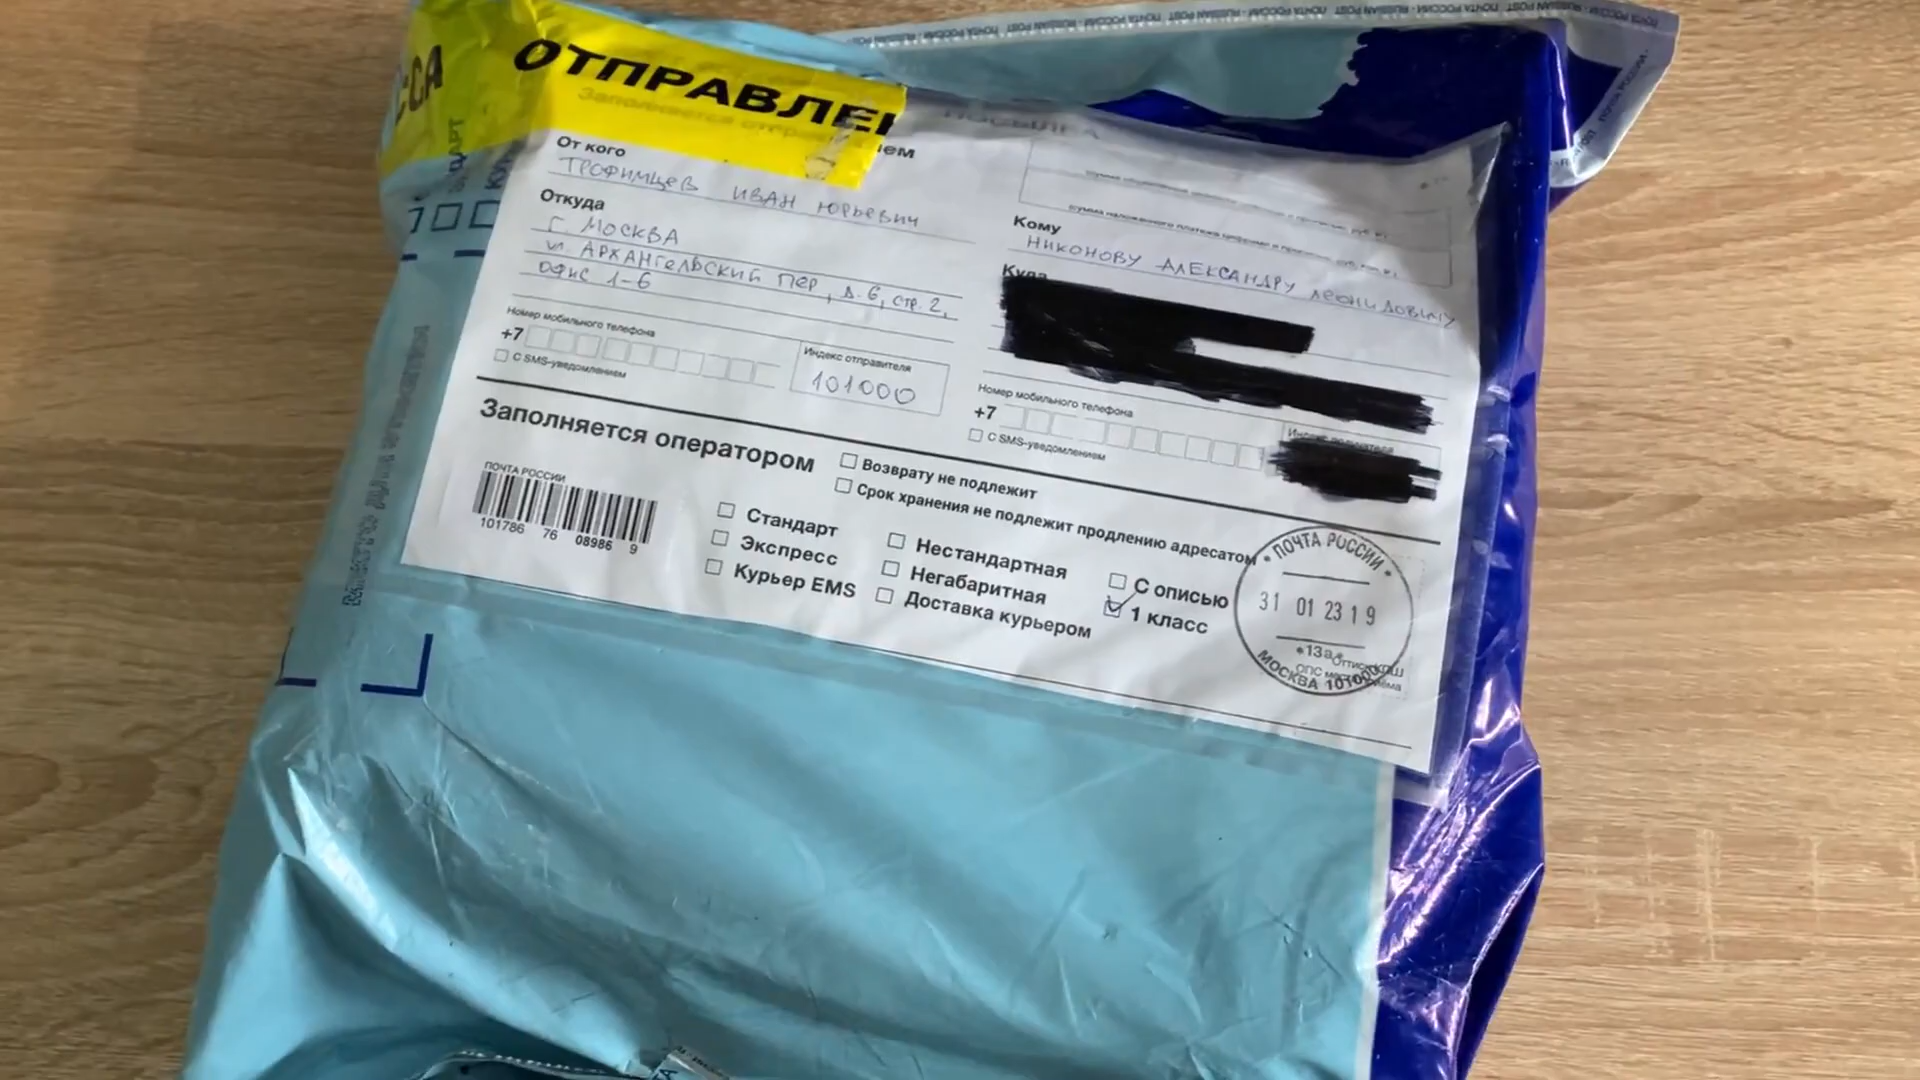 ОТПРАВЛЕ
От кого
ТРОФИМЦЕВ ИВАН ЮРЬЕВИЧ
Откуда
Г. МОСКВА
ул. АРХАНГЕЛЬСКИЙ ПЕР, Д. 6, стр. 2,
ОФИС 1-6
Номер мобильного телефона
+7
С SMS-уведомлением
Индекс отправителя
101000
Кому
НИКОНОВУ АЛЕКСАНДРУ ЛЕОНИДОВИЧУ
Куда
Номер мобильного телефона
+7
С SMS-уведомлением
Заполняется оператором
Возврату не подлежит
Срок хранения не подлежит продлению адресатом
ПОЧТА РОССИИ
101786 76 08986 9
Стандарт
Экспресс
Курьер EMS
Нестандартная
Негабаритная
Доставка курьером
С описью
1 класс
ПОЧТА РОССИИ
31 01 23 19
13а
МОСКВА 101000